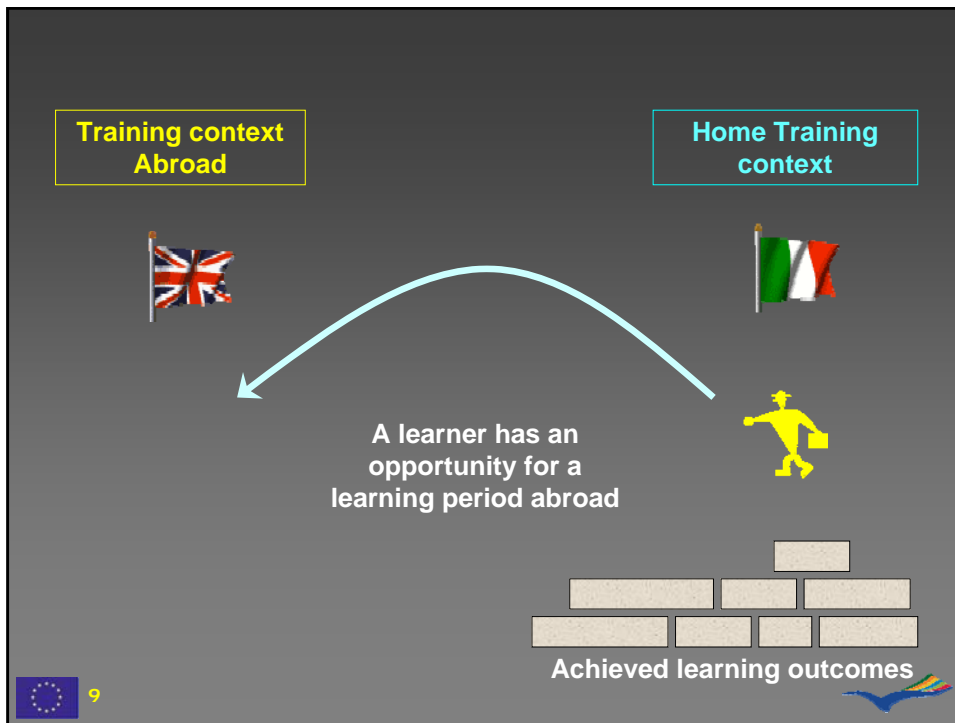 Training context
Abroad
Home Training
context
A learner has an
opportunity for a
learning period abroad
Achieved learning outcomes
9